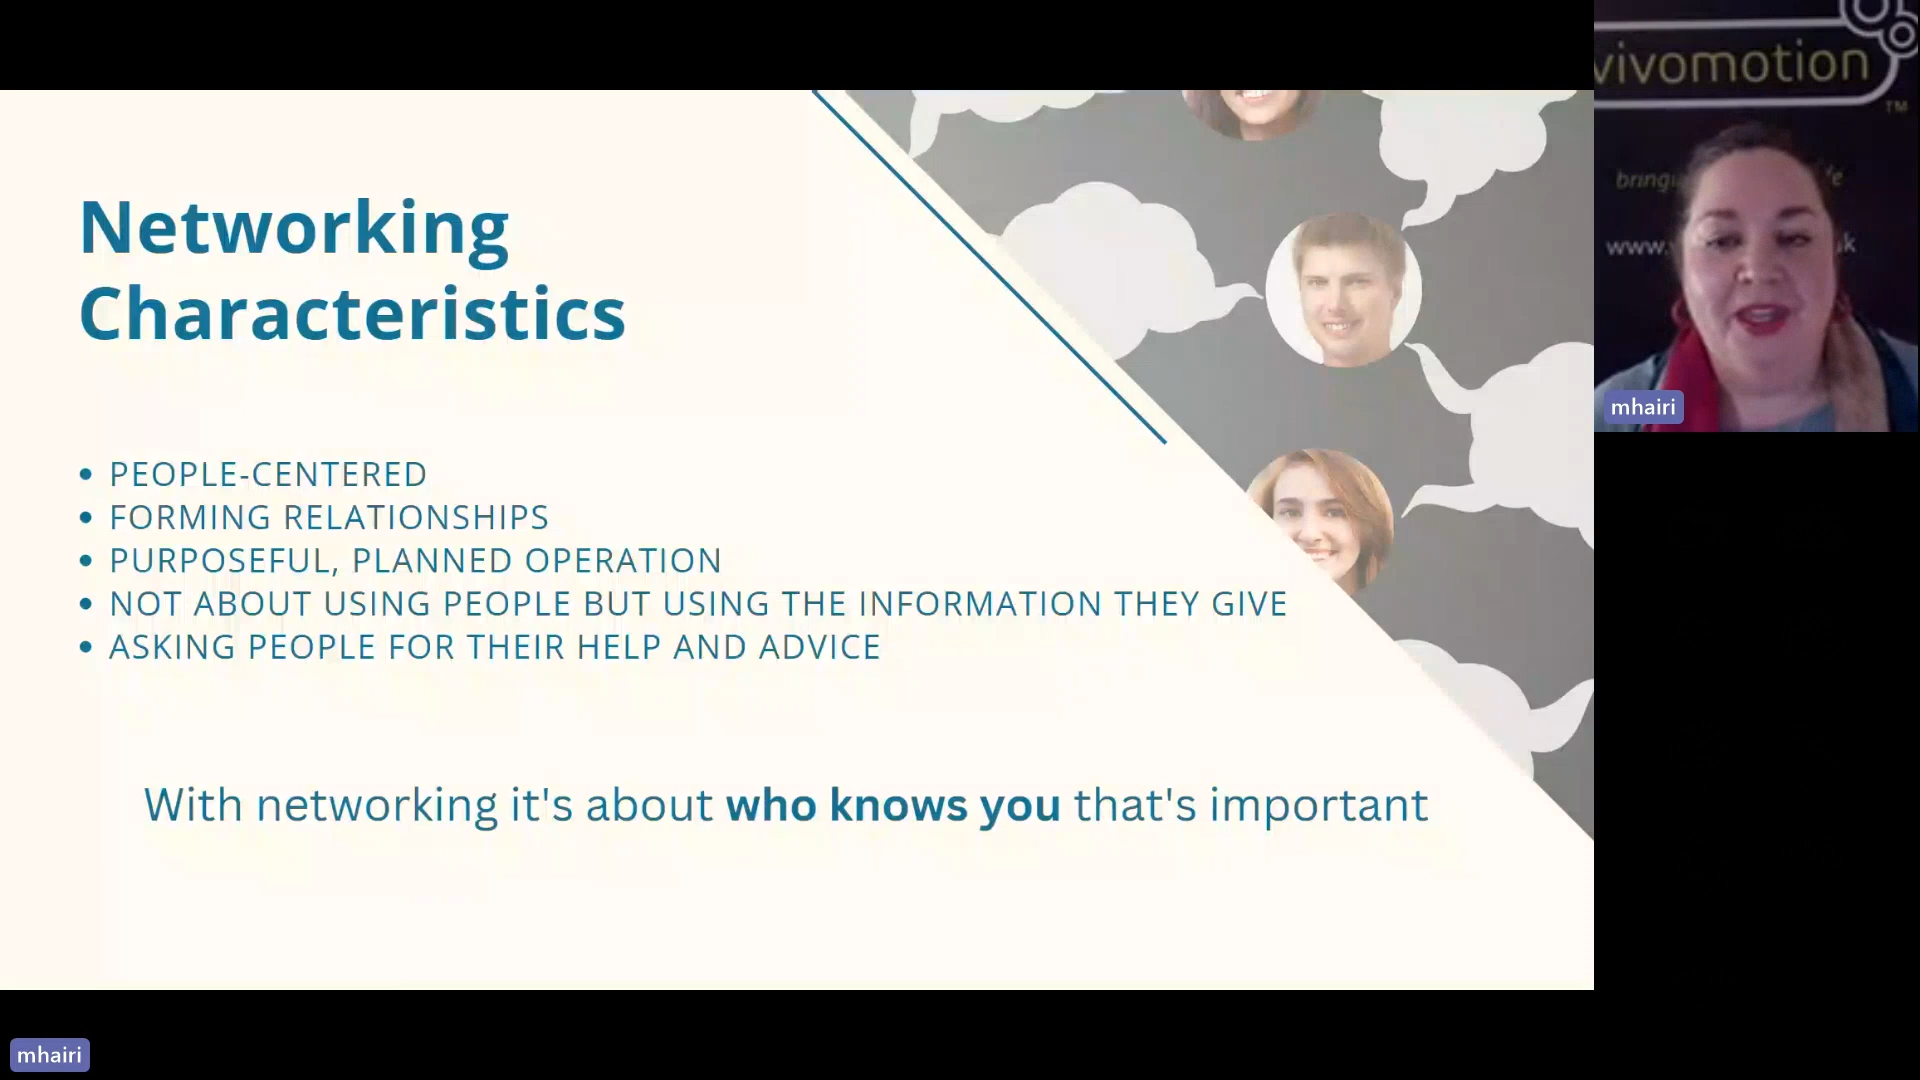 Networking
Characteristics
• PEOPLE-CENTERED
• FORMING RELATIONSHIPS
• PURPOSEFUL, PLANNED OPERATION
• NOT ABOUT USING PEOPLE BUT USING THE INFORMATION THEY GIVE
• ASKING PEOPLE FOR THEIR HELP AND ADVICE
With networking it's about who knows you that's important
vivomotion
TM
mhairi
mhairi